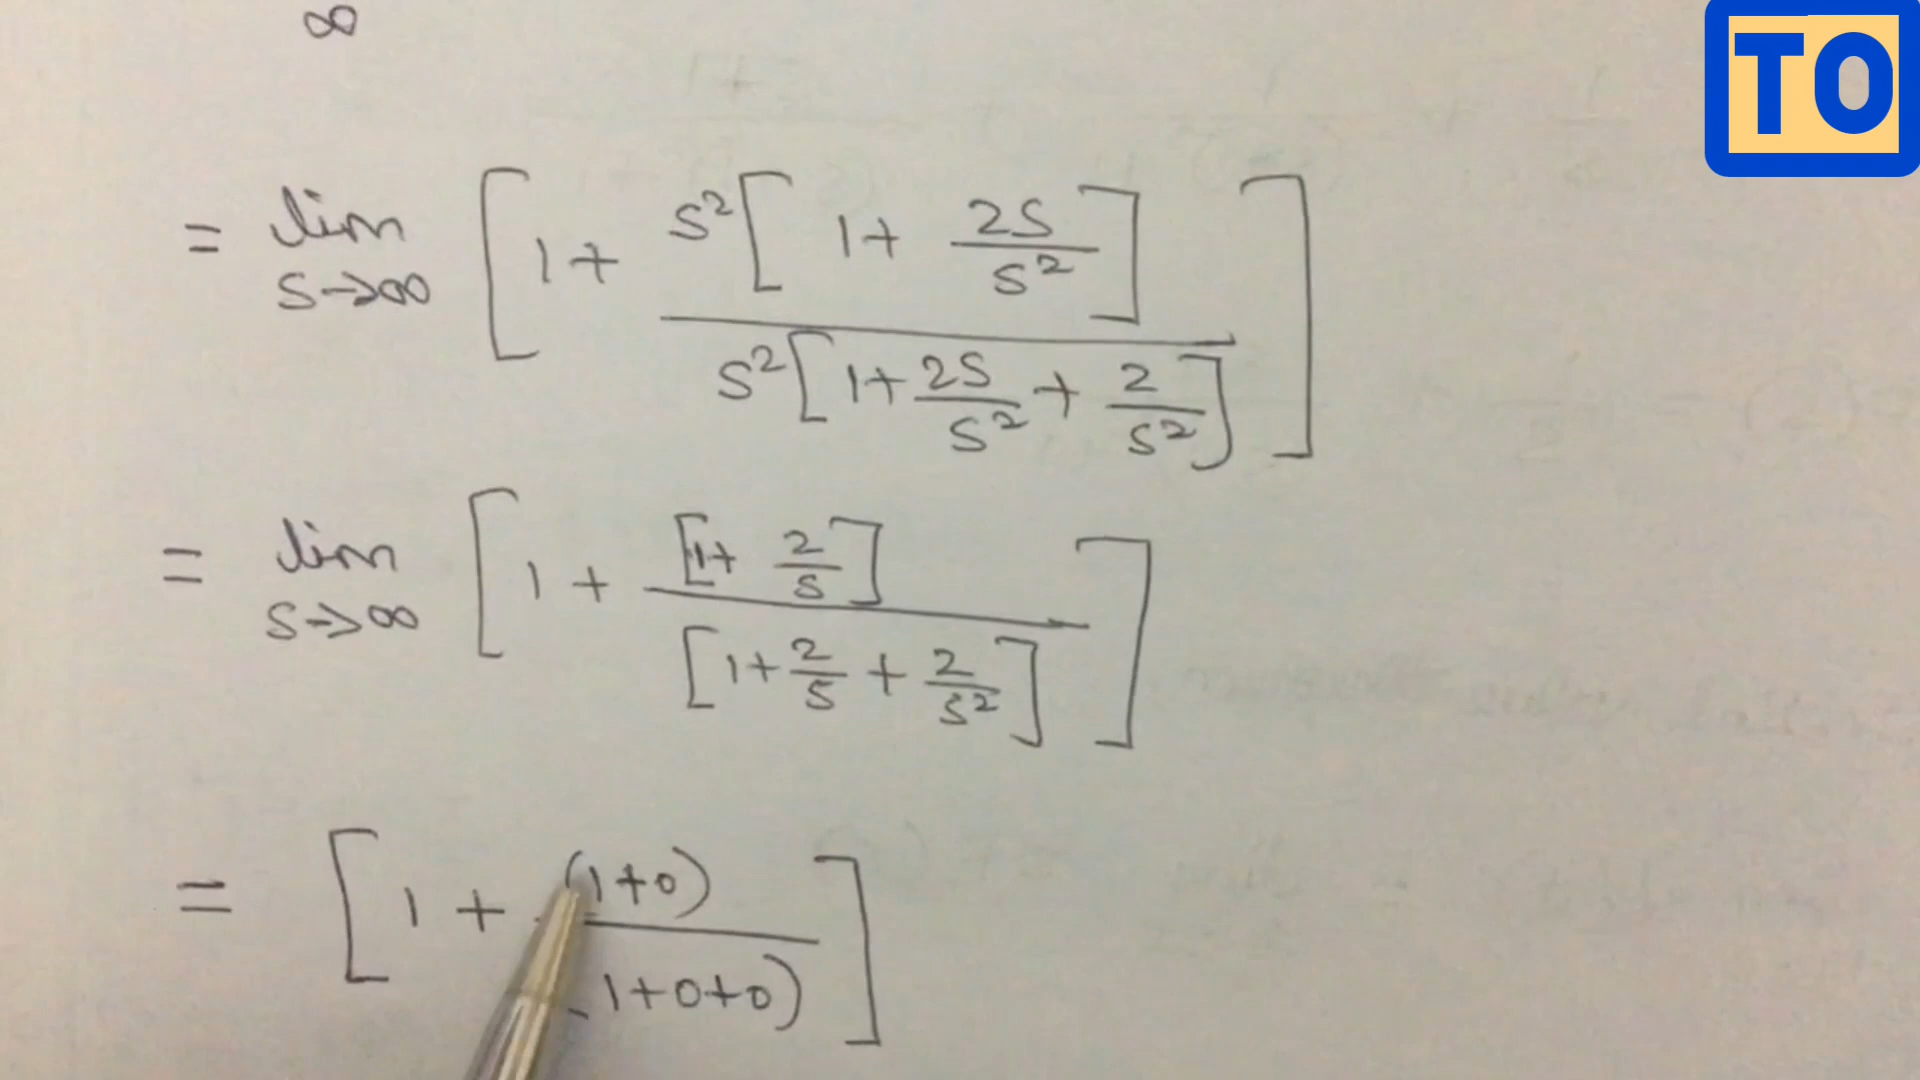 ∞
TO
= lim s→∞ [ 1 + s²[ 1 + 2s/s² ] / s²[ 1 + 2s/s² + 2/s² ] ]
= lim s→∞ [ 1 + [1 + 2/s] / [1 + 2/s + 2/s²] ]
= [ 1 + (1+0) / (1+0+0) ]